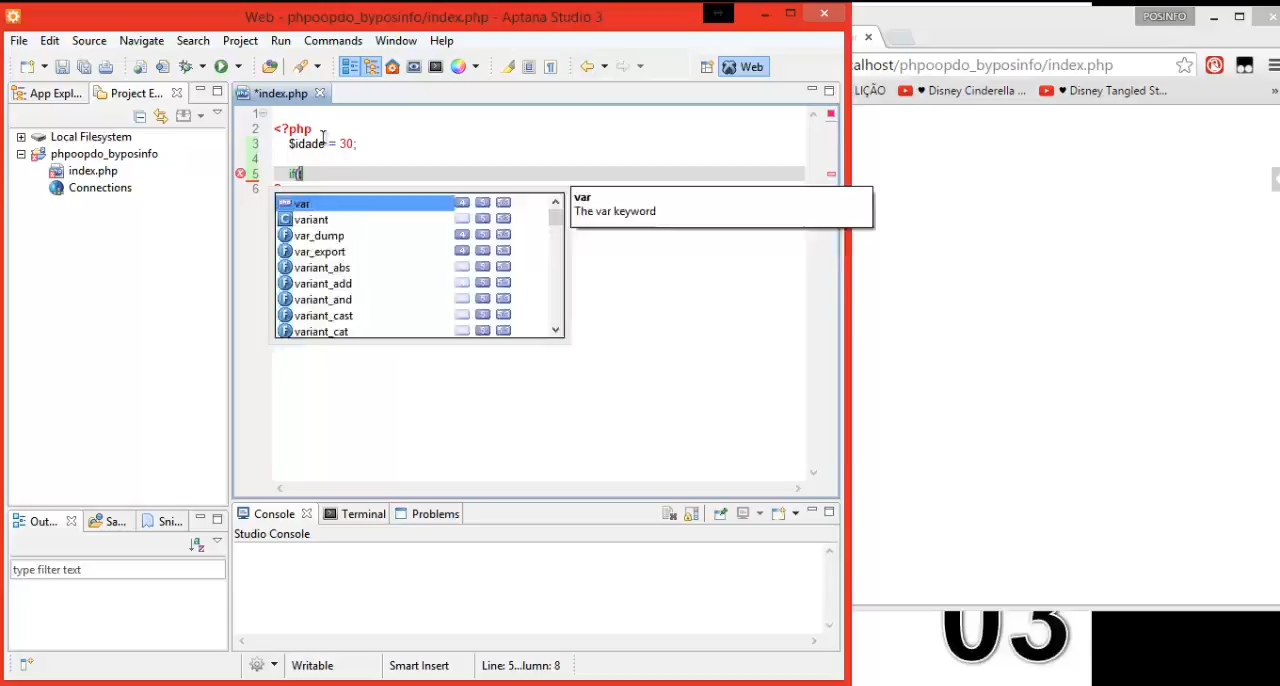 Web - phpoopdo_byposinfo/index.php - Aptana Studio 3
POSINFO
File Edit Source Navigate Search Project Run Commands Window Help
Web
alhost/phpoopdo_byposinfo/index.php
LIÇÃO ♥ Disney Cinderella ... ♥ Disney Tangled St... »
App Expl... Project E...
*index.php
Local Filesystem
phpoopdo_byposinfo
index.php
Connections
1
2 <?php
3 $idade = 30;
4
5 if(
6
var
variant
var_dump
var_export
variant_abs
variant_add
variant_and
variant_cast
variant_cat
var
The var keyword
Out... Sa... Sni...
type filter text
Console Terminal Problems
Studio Console
Writable Smart Insert Line: 5...lumn: 8
03